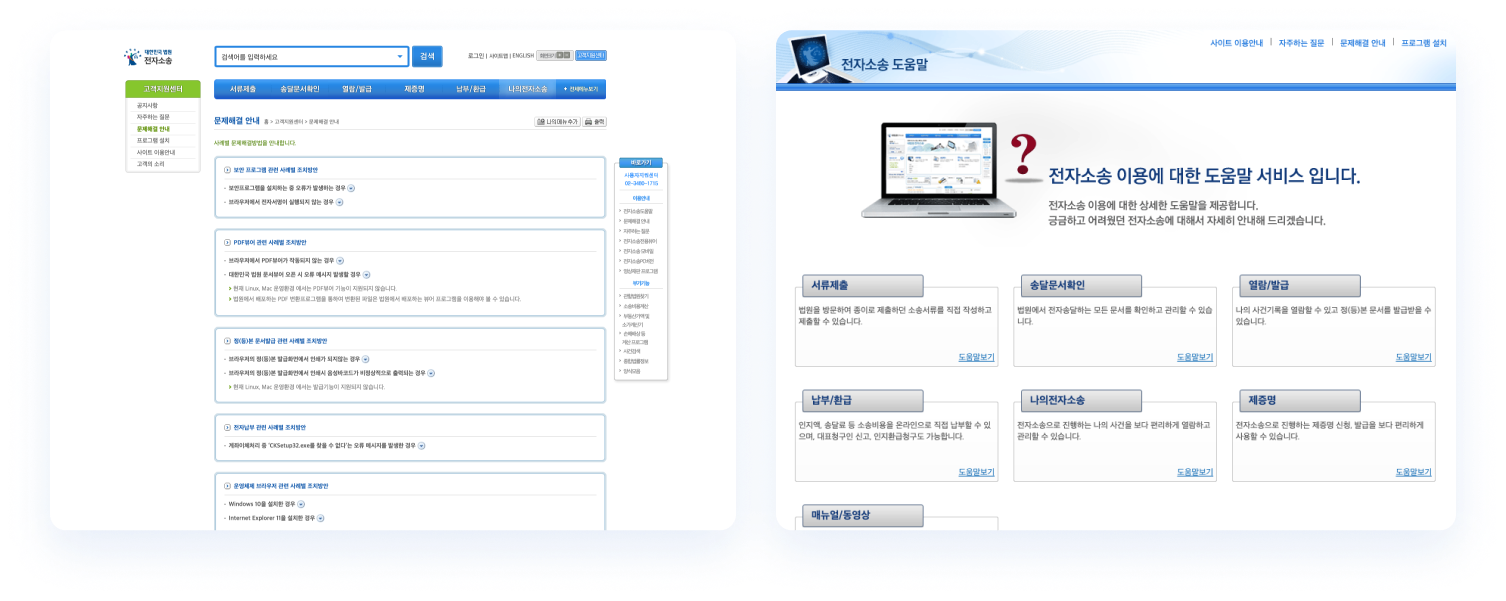 대한민국 법원
전자소송
검색어를 입력하세요
검색
로그인 | 사이트맵 | ENGLISH
고객지원센터
고객지원센터
공지사항
자주하는 질문
문제해결 안내
프로그램 설치
사이트 이용안내
고객의 소리
서류제출 송달문서확인 열람/발급 제증명 납부/환급 나의전자소송 + 전체메뉴보기
문제해결 안내 홈 > 고객지원센터 > 문제해결 안내
나의메뉴추가 출력
사례별 문제해결방법을 안내합니다.
보안 프로그램 관련 사례별 조치방안
- 보안프로그램을 설치하는 중 오류가 발생하는 경우
- 브라우저에서 전자서명이 실행되지 않는 경우
PDF뷰어 관련 사례별 조치방안
- 브라우저에서 PDF뷰어가 작동되지 않는 경우
- 대한민국 법원 문서뷰어 오픈 시 오류 메시지 발생할 경우
현재 Linux, Mac 운영환경 에서는 PDF뷰어 기능이 지원되지 않습니다.
법원에서 배포하는 PDF 변환프로그램을 통하여 변환된 파일은 법원에서 배포하는 뷰어 프로그램을 이용해야 볼 수 있습니다.
정(등)본 문서발급 관련 사례별 조치방안
- 브라우저의 정(등)본 발급화면에서 인쇄가 되지않는 경우
- 브라우저의 정(등)본 발급화면에서 인쇄시 음성바코드가 비정상적으로 출력되는 경우
현재 Linux, Mac 운영환경 에서는 발급기능이 지원되지 않습니다.
전자납부 관련 사례별 조치방안
- 계좌이체처리 중 'CKSetup32.exe를 찾을 수 없다'는 오류 메시지를 발생한 경우
운영체제 브라우저 관련 사례별 조치방안
- Windows 10을 설치한 경우
- Internet Explorer 11을 설치한 경우
바로가기
사용자지원센터
02-3480-1715
이용안내
전자소송도움말
문제해결 안내
자주하는 질문
전자소송전용뷰어
전자소송 모바일
영상재판 프로그램
부가기능
관할법원찾기
소송비용계산
부동산가액 및
소가계산기
손해배상 등
계산 프로그램
사건검색
종합법률정보
양식모음
전자소송 도움말
사이트 이용안내 | 자주하는 질문 | 문제해결 안내 | 프로그램 설치
?
전자소송 이용에 대한 도움말 서비스 입니다.
전자소송 이용에 대한 상세한 도움말을 제공합니다.
궁금하고 어려웠던 전자소송에 대해서 자세히 안내해 드리겠습니다.
서류제출
법원을 방문하여 종이로 제출하던 소송서류를 직접 작성하고
제출할 수 있습니다.
도움말보기
송달문서확인
법원에서 전자송달하는 모든 문서를 확인하고 관리할 수 있습
니다.
도움말보기
열람/발급
나의 사건기록을 열람할 수 있고 정(등)본 문서를 발급받을 수
있습니다.
도움말보기
납부/환급
인지액, 송달료 등 소송비용을 온라인으로 직접 납부할 수 있
으며, 대표청구인 신고, 인지환급청구도 가능합니다.
도움말보기
나의전자소송
전자소송으로 진행하는 나의 사건을 보다 편리하게 열람하고
관리할 수 있습니다.
도움말보기
제증명
전자소송으로 진행하는 제증명 신청, 발급을 보다 편리하게
사용할 수 있습니다.
도움말보기
매뉴얼/동영상